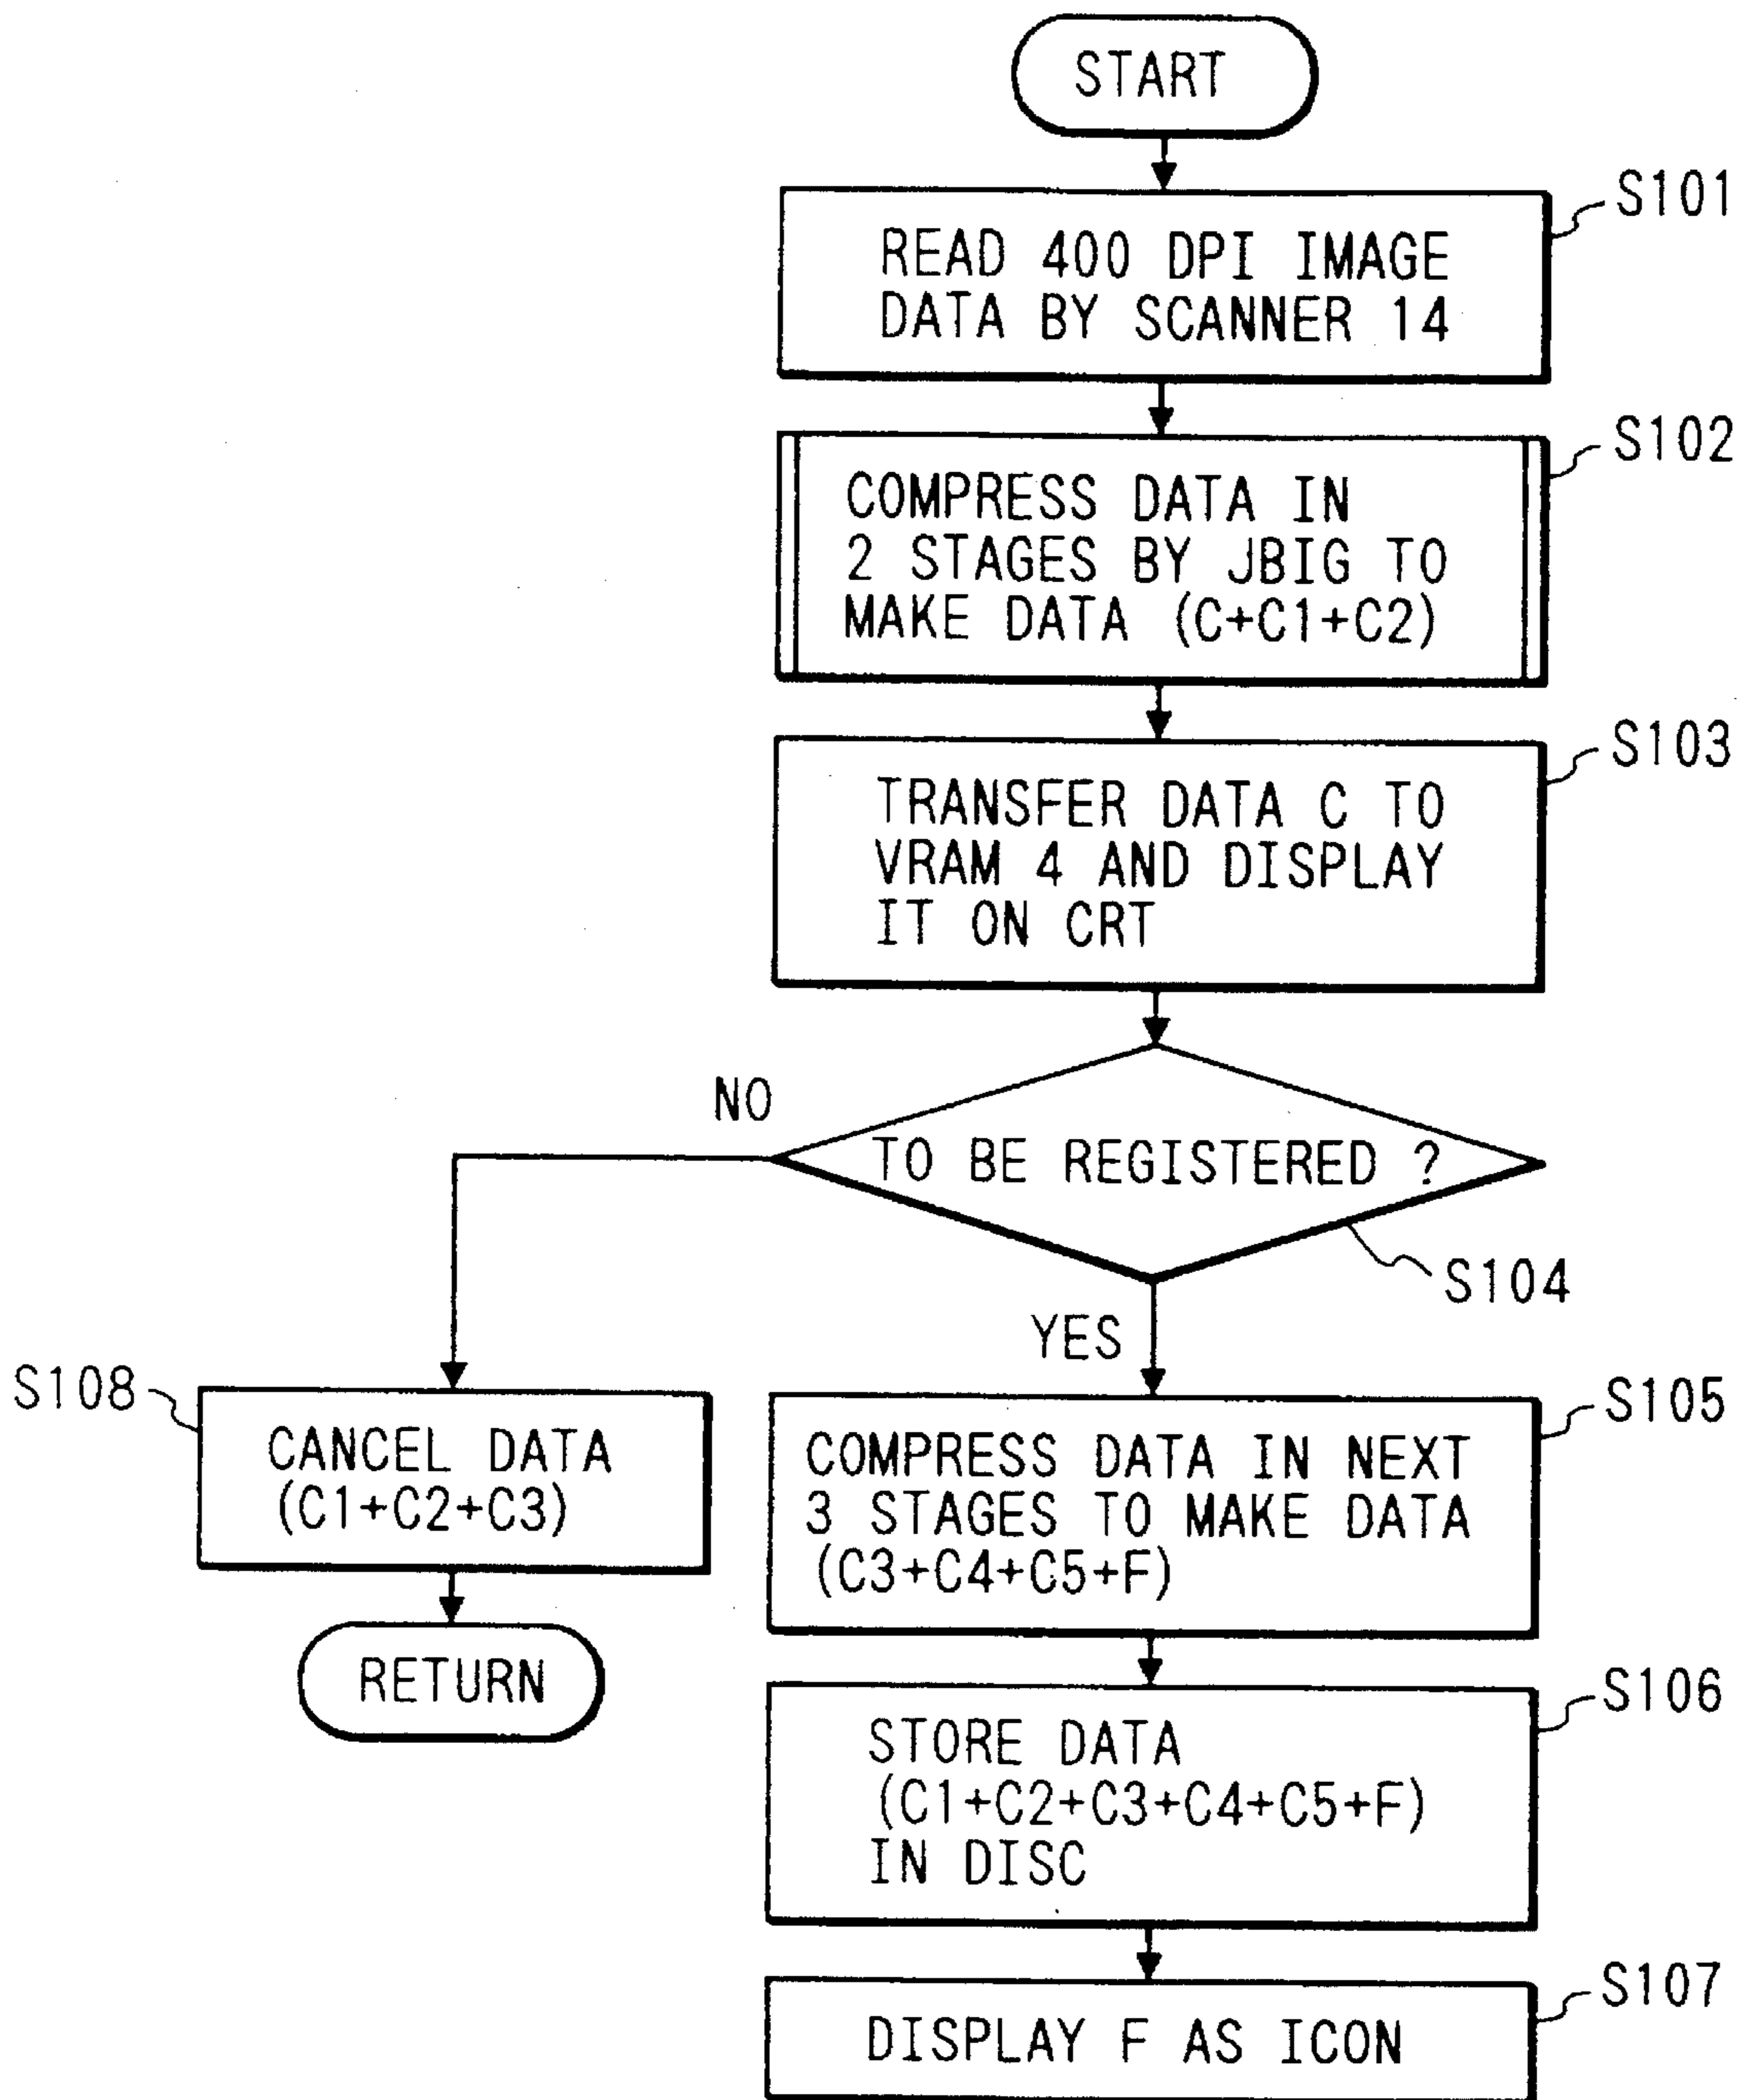 START
S101
READ 400 DPI IMAGE
DATA BY SCANNER 14
S102
COMPRESS DATA IN
2 STAGES BY JBIG TO
MAKE DATA (C+C1+C2)
S103
TRANSFER DATA C TO
VRAM 4 AND DISPLAY
IT ON CRT
NO
TO BE REGISTERED ?
S104
YES
S108
CANCEL DATA
(C1+C2+C3)
RETURN
S105
COMPRESS DATA IN NEXT
3 STAGES TO MAKE DATA
(C3+C4+C5+F)
S106
STORE DATA
(C1+C2+C3+C4+C5+F)
IN DISC
S107
DISPLAY F AS ICON